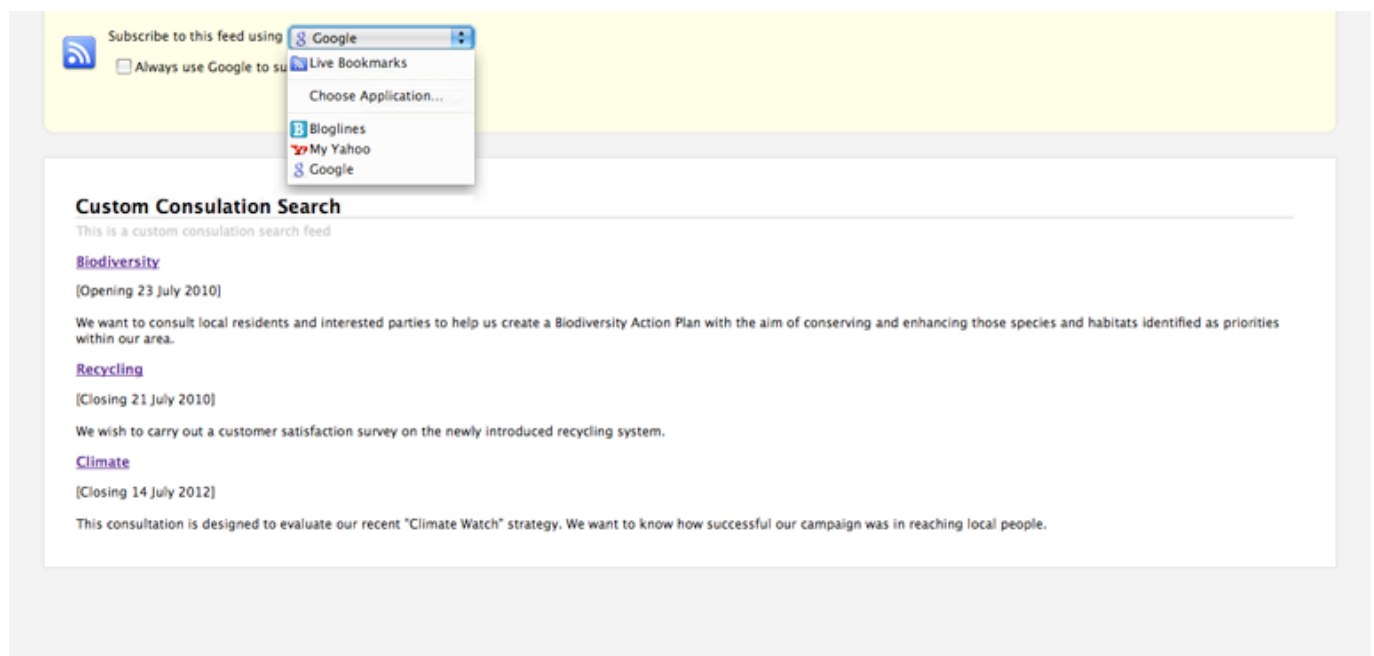 Subscribe to this feed using Google
Always use Google to su
Live Bookmarks
Choose Application...
Bloglines
My Yahoo
Google
Custom Consulation Search
This is a custom consulation search feed
Biodiversity
[Opening 23 July 2010]
We want to consult local residents and interested parties to help us create a Biodiversity Action Plan with the aim of conserving and enhancing those species and habitats identified as priorities
within our area.
Recycling
[Closing 21 July 2010]
We wish to carry out a customer satisfaction survey on the newly introduced recycling system.
Climate
[Closing 14 July 2012]
This consultation is designed to evaluate our recent "Climate Watch" strategy. We want to know how successful our campaign was in reaching local people.